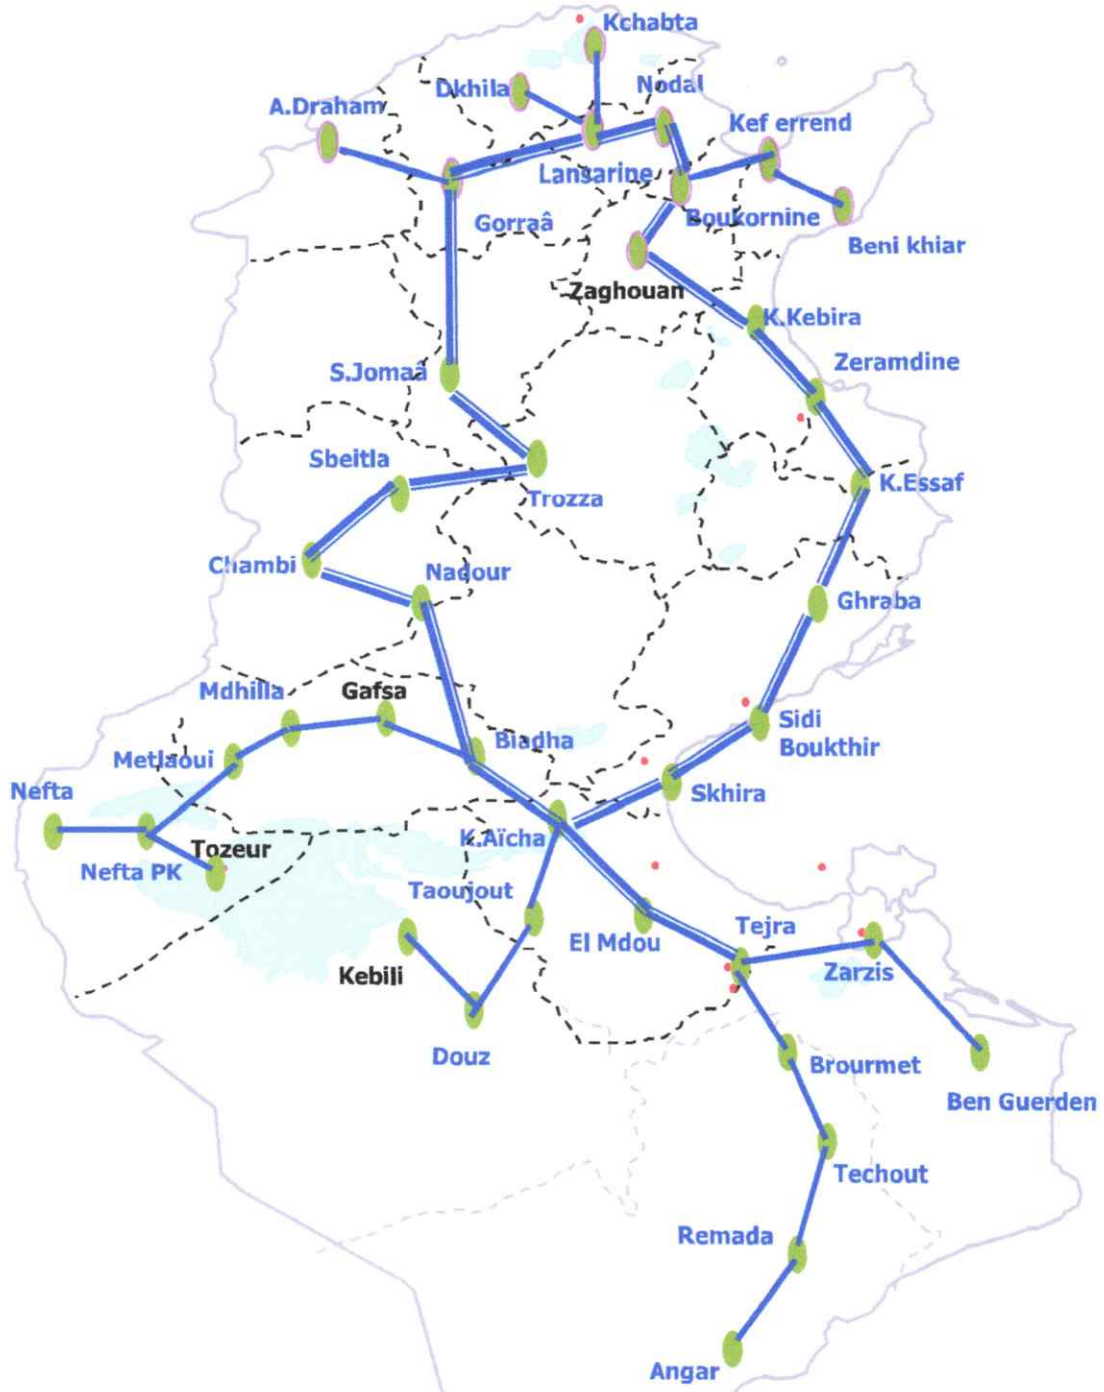 Kchabta
Dkhila
Nodal
A.Draham
Kef errend
Lansarine
Gorraâ
Boukornine
Beni khiar
Zaghouan
K.Kebira
S.Jomaâ
Zeramdine
Sbeitla
Trozza
K.Essaf
Chambi
Nadour
Ghraba
Mdhilla
Gafsa
Metlaoui
Biadha
Sidi
Boukthir
Nefta
Skhira
K.Aïcha
Tozeur
Nefta PK
Taoujout
El Mdou
Tejra
Kebili
Zarzis
Douz
Brourmet
Ben Guerden
Techout
Remada
Angar